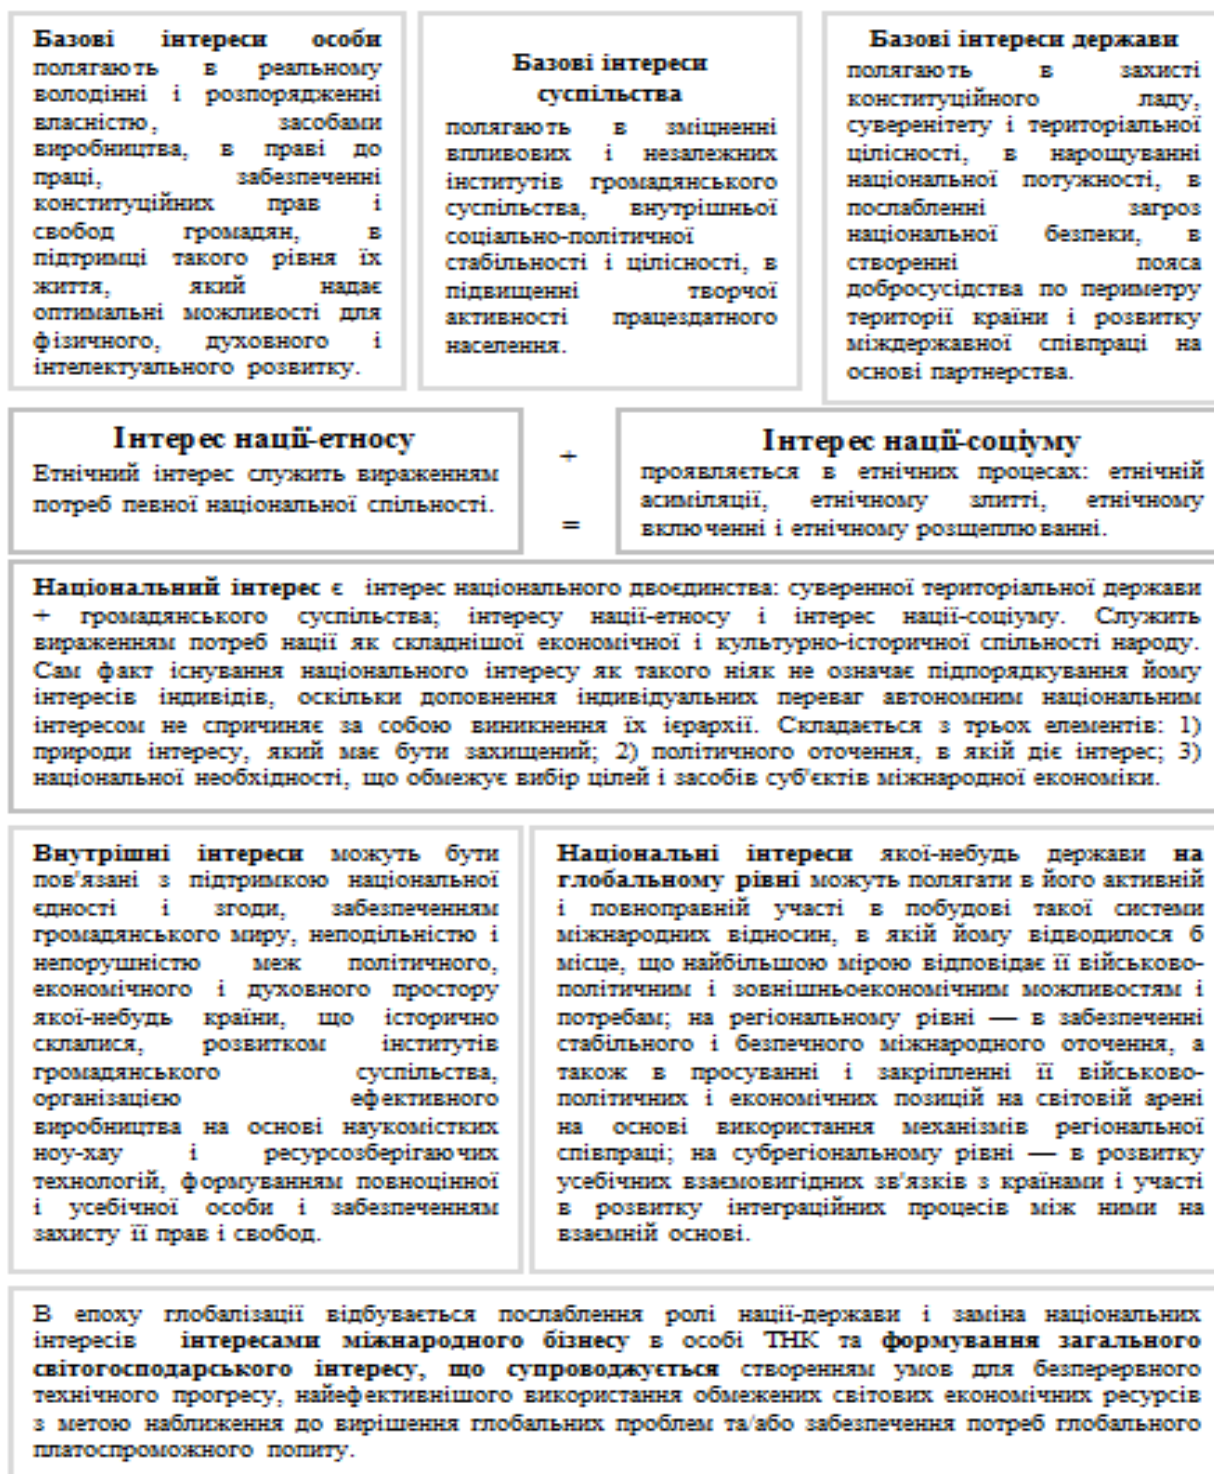 Базові інтереси особи
полягають в реальному
володінні і розпорядженні
власністю, засобами
виробництва, в праві до
праці, забезпеченні
конституційних прав і
свобод громадян, в
підтримці такого рівня їх
життя, який надає
оптимальні можливості для
фізичного, духовного і
інтелектуального розвитку.
Базові інтереси
суспільства
полягають в зміцненні
впливових і незалежних
інститутів громадянського
суспільства, внутрішньої
соціально-політичної
стабільності і цілісності, в
підвищенні творчої
активності працездатного
населення.
Базові інтереси держави
полягають в захисті
конституційного ладу,
суверенітету і територіальної
цілісності, в нарощуванні
національної потужності, в
послабленні загроз
національної безпеки, в
створенні пояса
добросусідства по периметру
території країни і розвитку
міждержавної співпраці на
основі партнерства.
Інтерес нації-етносу
Етнічний інтерес служить вираженням
потреб певної національної спільності.
+
=
Інтерес нації-соціуму
проявляється в етнічних процесах: етнічній
асиміляції, етнічному злитті, етнічному
включенні і етнічному розщеплюванні.
Національний інтерес є інтерес національного двоєдинства: суверенної територіальної держави
+ громадянського суспільства; інтересу нації-етносу і інтерес нації-соціуму. Служить
вираженням потреб нації як складнішої економічної і культурно-історичної спільності народу.
Сам факт існування національного інтересу як такого ніяк не означає підпорядкування йому
інтересів індивідів, оскільки доповнення індивідуальних переваг автономним національним
інтересом не спричиняє за собою виникнення їх ієрархії. Складається з трьох елементів: 1)
природи інтересу, який має бути захищений; 2) політичного оточення, в якій діє інтерес; 3)
національної необхідності, що обмежує вибір цілей і засобів суб'єктів міжнародної економіки.
Внутрішні інтереси можуть бути
пов'язані з підтримкою національної
єдності і згоди, забезпеченням
громадянського миру, неподільністю і
непорушністю меж політичного,
економічного і духовного простору
якої-небудь країни, що історично
склалися, розвитком інститутів
громадянського суспільства,
організацією ефективного
виробництва на основі наукомістких
ноу-хау і ресурсозберігаючих
технологій, формуванням повноцінної
і усебічної особи і забезпеченням
захисту її прав і свобод.
Національні інтереси якої-небудь держави на
глобальному рівні можуть полягати в його активній
і повноправній участі в побудові такої системи
міжнародних відносин, в якій йому відводилося б
місце, що найбільшою мірою відповідає її військово-
політичним і зовнішньоекономічним можливостям і
потребам; на регіональному рівні — в забезпеченні
стабільного і безпечного міжнародного оточення, а
також в просуванні і закріпленні її військово-
політичних і економічних позицій на світовій арені
на основі використання механізмів регіональної
співпраці; на субрегіональному рівні — в розвитку
усебічних взаємовигідних зв'язків з країнами і участі
в розвитку інтеграційних процесів між ними на
взаємній основі.
В епоху глобалізації відбувається послаблення ролі нації-держави і заміна національних
інтересів інтересами міжнародного бізнесу в особі ТНК та формування загального
світогосподарського інтересу, що супроводжується створенням умов для безперервного
технічного прогресу, найефективнішого використання обмежених світових економічних ресурсів
з метою наближення до вирішення глобальних проблем та/або забезпечення потреб глобального
платоспроможного попиту.